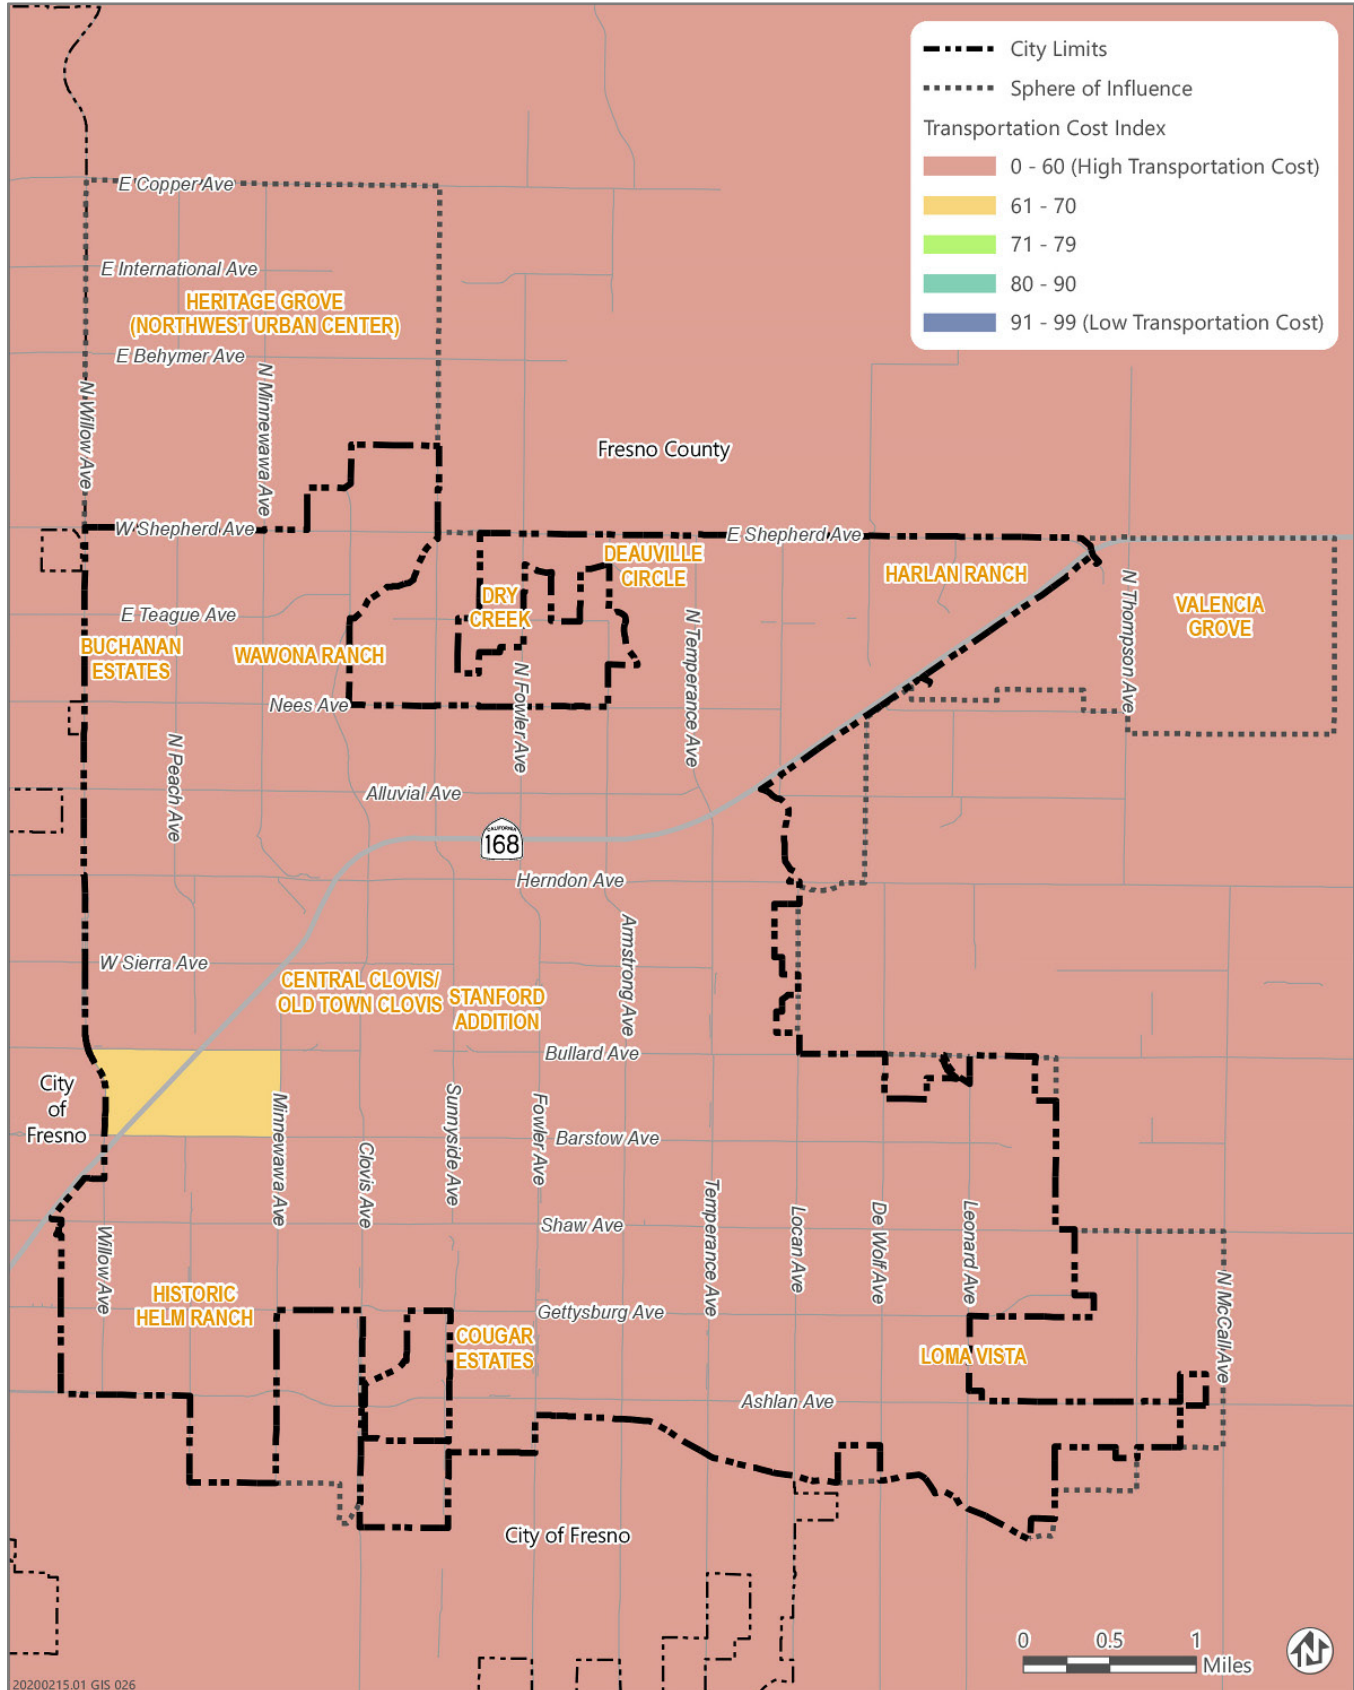 City Limits
Sphere of Influence
Transportation Cost Index
0 - 60 (High Transportation Cost)
61 - 70
71 - 79
80 - 90
91 - 99 (Low Transportation Cost)
E Copper Ave
E International Ave
HERITAGE GROVE
(NORTHWEST URBAN CENTER)
E Behymer Ave
N Willow Ave
N Minnewawa Ave
Fresno County
W Shepherd Ave
E Shepherd Ave
DEAUVILLE
CIRCLE
HARLAN RANCH
DRY
CREEK
N Thompson Ave
VALENCIA
GROVE
E Teague Ave
BUCHANAN
ESTATES
WAWONA RANCH
N Temperance Ave
N Fowler Ave
Nees Ave
N Peach Ave
Alluvial Ave
CALIFORNIA
168
Herndon Ave
Armstrong Ave
W Sierra Ave
CENTRAL CLOVIS/
OLD TOWN CLOVIS
STANFORD
ADDITION
Bullard Ave
City
of
Fresno
Minnewawa Ave
Sunnyside Ave
Fowler Ave
Barstow Ave
Clovis Ave
Temperance Ave
Locan Ave
De Wolf Ave
Leonard Ave
Shaw Ave
Willow Ave
HISTORIC
HELM RANCH
Gettysburg Ave
N McCall Ave
COUGAR
ESTATES
LOMA VISTA
Ashlan Ave
City of Fresno
0 0.5 1
Miles
N
20200215.01 GIS 026